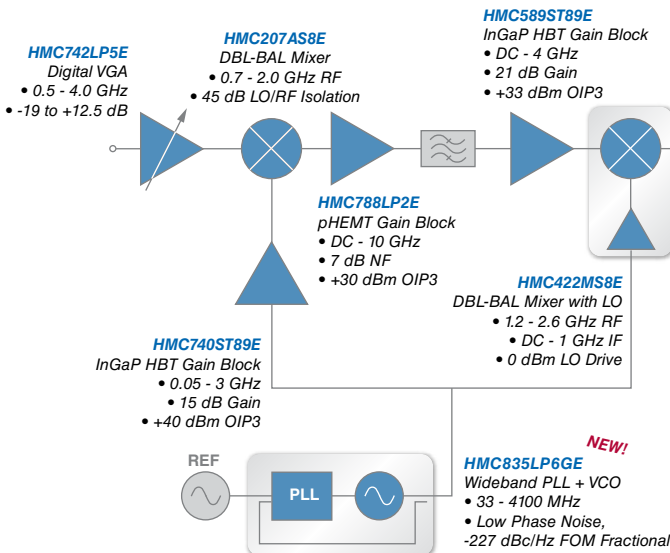 HMC742LP5E
Digital VGA
• 0.5 - 4.0 GHz
• -19 to +12.5 dB
HMC207AS8E
DBL-BAL Mixer
• 0.7 - 2.0 GHz RF
• 45 dB LO/RF Isolation
HMC589ST89E
InGaP HBT Gain Block
• DC - 4 GHz
• 21 dB Gain
• +33 dBm OIP3
HMC788LP2E
pHEMT Gain Block
• DC - 10 GHz
• 7 dB NF
• +30 dBm OIP3
HMC422MS8E
DBL-BAL Mixer with LO
• 1.2 - 2.6 GHz RF
• DC - 1 GHz IF
• 0 dBm LO Drive
HMC740ST89E
InGaP HBT Gain Block
• 0.05 - 3 GHz
• 15 dB Gain
• +40 dBm OIP3
REF
PLL
NEW!
HMC835LP6GE
Wideband PLL + VCO
• 33 - 4100 MHz
• Low Phase Noise,
-227 dBc/Hz FOM Fractional